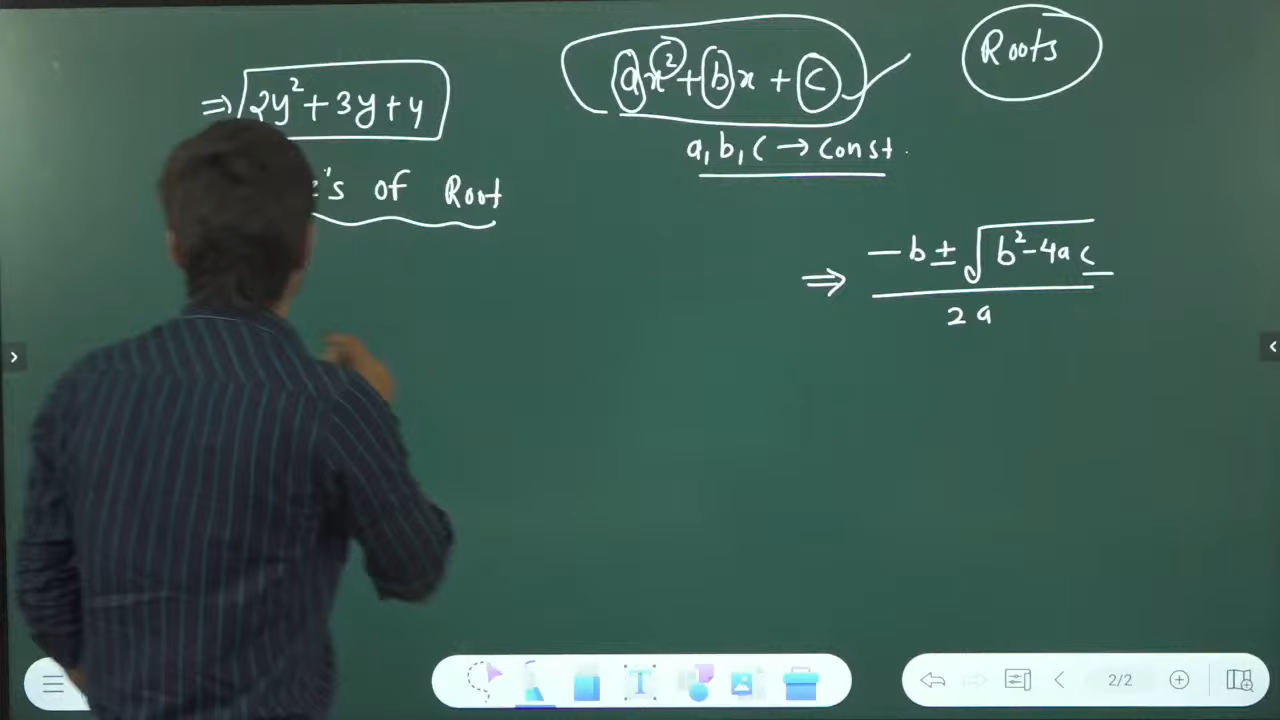 ⇒ 2y² + 3y + 4
's of Root
ax² + bx + c
a, b, c → const.
Roots
⇒ −b ± √(b² − 4ac) / 2a
T
2/2